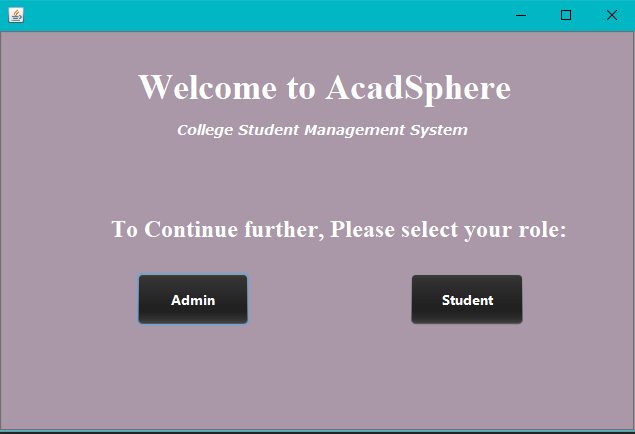 Welcome to AcadSphere
College Student Management System
To Continue further, Please select your role:
Admin
Student